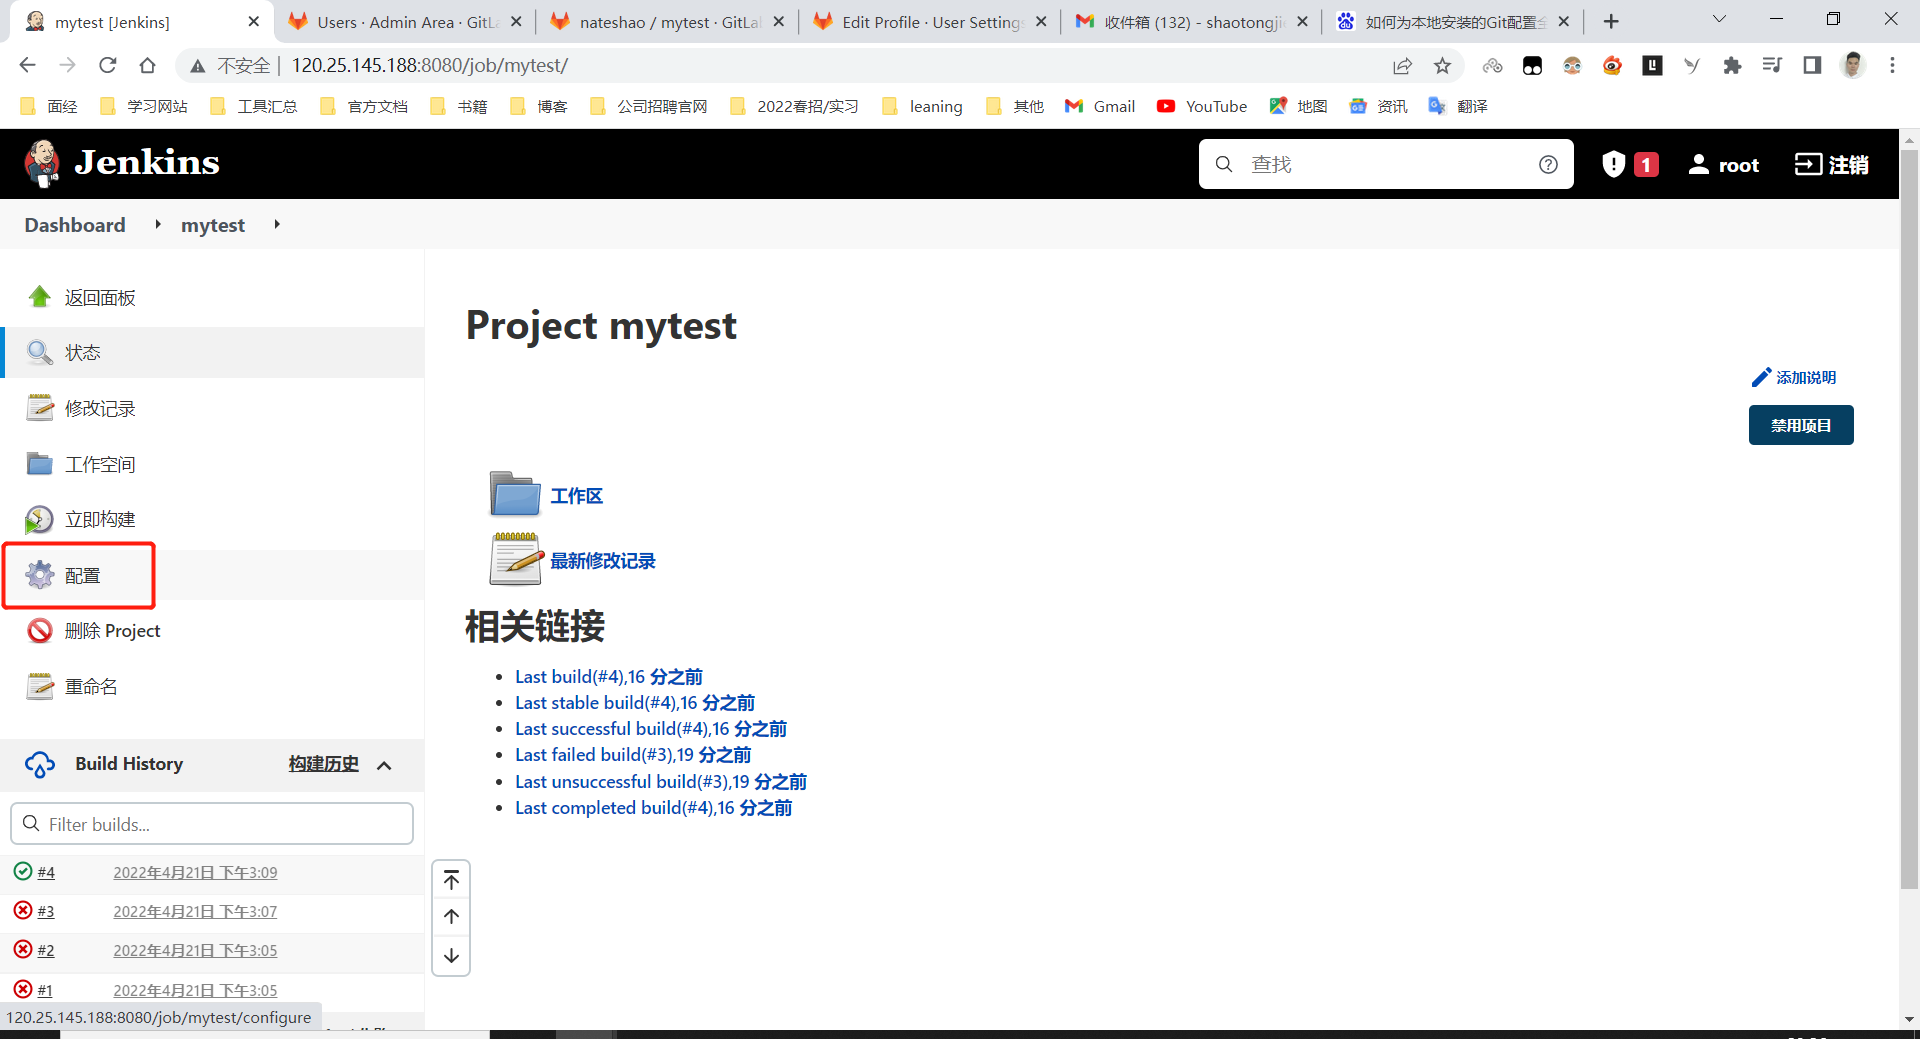 mytest [Jenkins]
Users · Admin Area · GitLa
nateshao / mytest · GitLal
Edit Profile · User Settings
收件箱 (132) - shaotongjie
如何为本地安装的Git配置全
不安全 | 120.25.145.188:8080/job/mytest/
面经
学习网站
工具汇总
官方文档
书籍
博客
公司招聘官网
2022春招/实习
leaning
其他
Gmail
YouTube
地图
资讯
翻译
Jenkins
查找
1
root
注销
Dashboard
mytest
返回面板
状态
修改记录
工作空间
立即构建
配置
删除 Project
重命名
Project mytest
添加说明
禁用项目
工作区
最新修改记录
相关链接
Last build(#4),16 分之前
Last stable build(#4),16 分之前
Last successful build(#4),16 分之前
Last failed build(#3),19 分之前
Last unsuccessful build(#3),19 分之前
Last completed build(#4),16 分之前
Build History
构建历史
Filter builds...
#4 2022年4月21日 下午3:09
#3 2022年4月21日 下午3:07
#2 2022年4月21日 下午3:05
#1 2022年4月21日 下午3:05
120.25.145.188:8080/job/mytest/configure